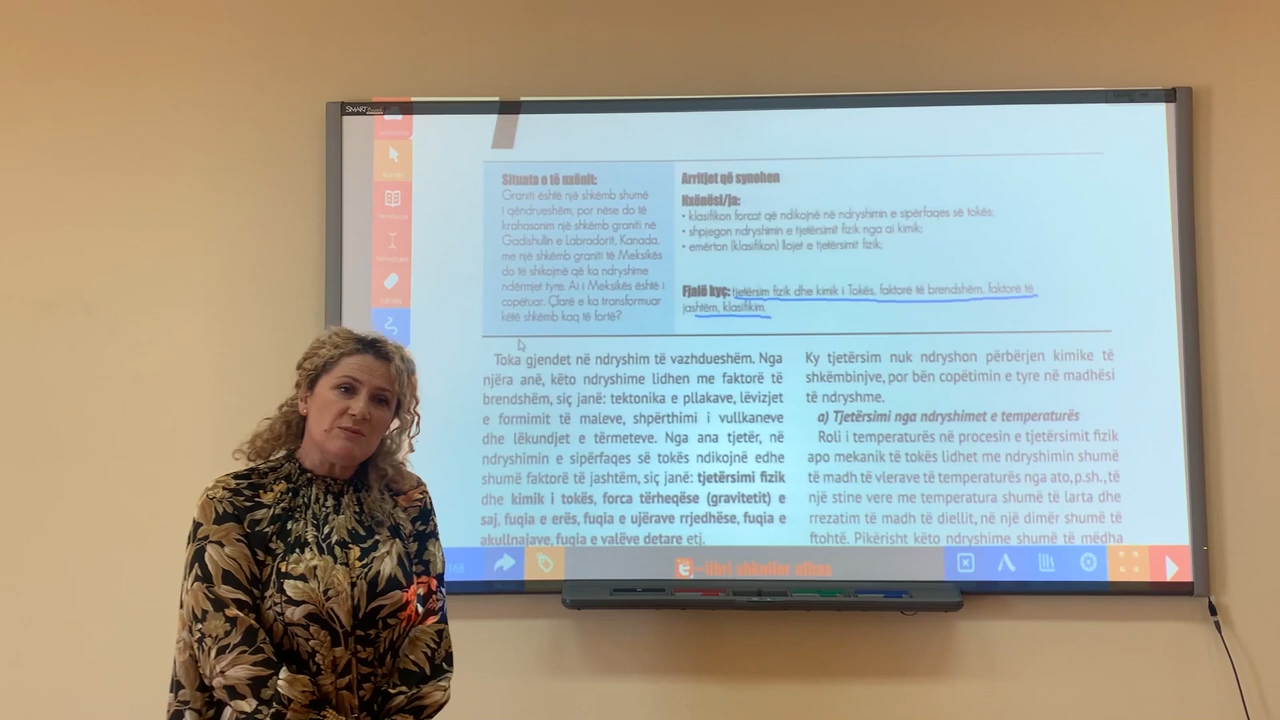 SMART Board
Situata e të nxënit:
Graniti është një shkëmb shumë
i qëndrueshëm, por nëse do të
krahasonim një shkëmb graniti në
Gadishullin e Labradorit, Kanada,
me një shkëmb graniti të Meksikës
do të shikojmë që ka ndryshime
ndërmjet tyre. Ai i Meksikës është i
copëtuar. Çfarë e ka transformuar
këtë shkëmb kaq të fortë?
Arritjet që synohen
Nxënësi/ja:
• klasifikon forcat që ndikojnë në ndryshimin e sipërfaqes së tokës;
• shpjegon ndryshimin e tjetërsimit fizik nga ai kimik;
• emërton (klasifikon) llojet e tjetërsimit fizik;
Fjalë kyç: tjetërsim fizik dhe kimik i Tokës, faktorë të brendshëm, faktorë të
jashtëm, klasifikim.
Toka gjendet në ndryshim të vazhdueshëm. Nga
njëra anë, këto ndryshime lidhen me faktorë të
brendshëm, siç janë: tektonika e pllakave, lëvizjet
e formimit të maleve, shpërthimi i vullkaneve
dhe lëkundjet e tërmeteve. Nga ana tjetër, në
ndryshimin e sipërfaqes së tokës ndikojnë edhe
shumë faktorë të jashtëm, siç janë: tjetërsimi fizik
dhe kimik i tokës, forca tërheqëse (gravitetit) e
saj, fuqia e erës, fuqia e ujërave rrjedhëse, fuqia e
akullnajave, fuqia e valëve detare etj.
Ky tjetërsim nuk ndryshon përbërjen kimike të
shkëmbinjve, por bën copëtimin e tyre në madhësi
të ndryshme.
a) Tjetërsimi nga ndryshimet e temperaturës
Roli i temperaturës në procesin e tjetërsimit fizik
apo mekanik të tokës lidhet me ndryshimin shumë
të madh të vlerave të temperaturës nga ato, p.sh., të
një stine vere me temperatura shumë të larta dhe
rrezatim të madh të diellit, në një dimër shumë të
ftohtë. Pikërisht këto ndryshime shumë të mëdha
168
e-libri shkollor albas